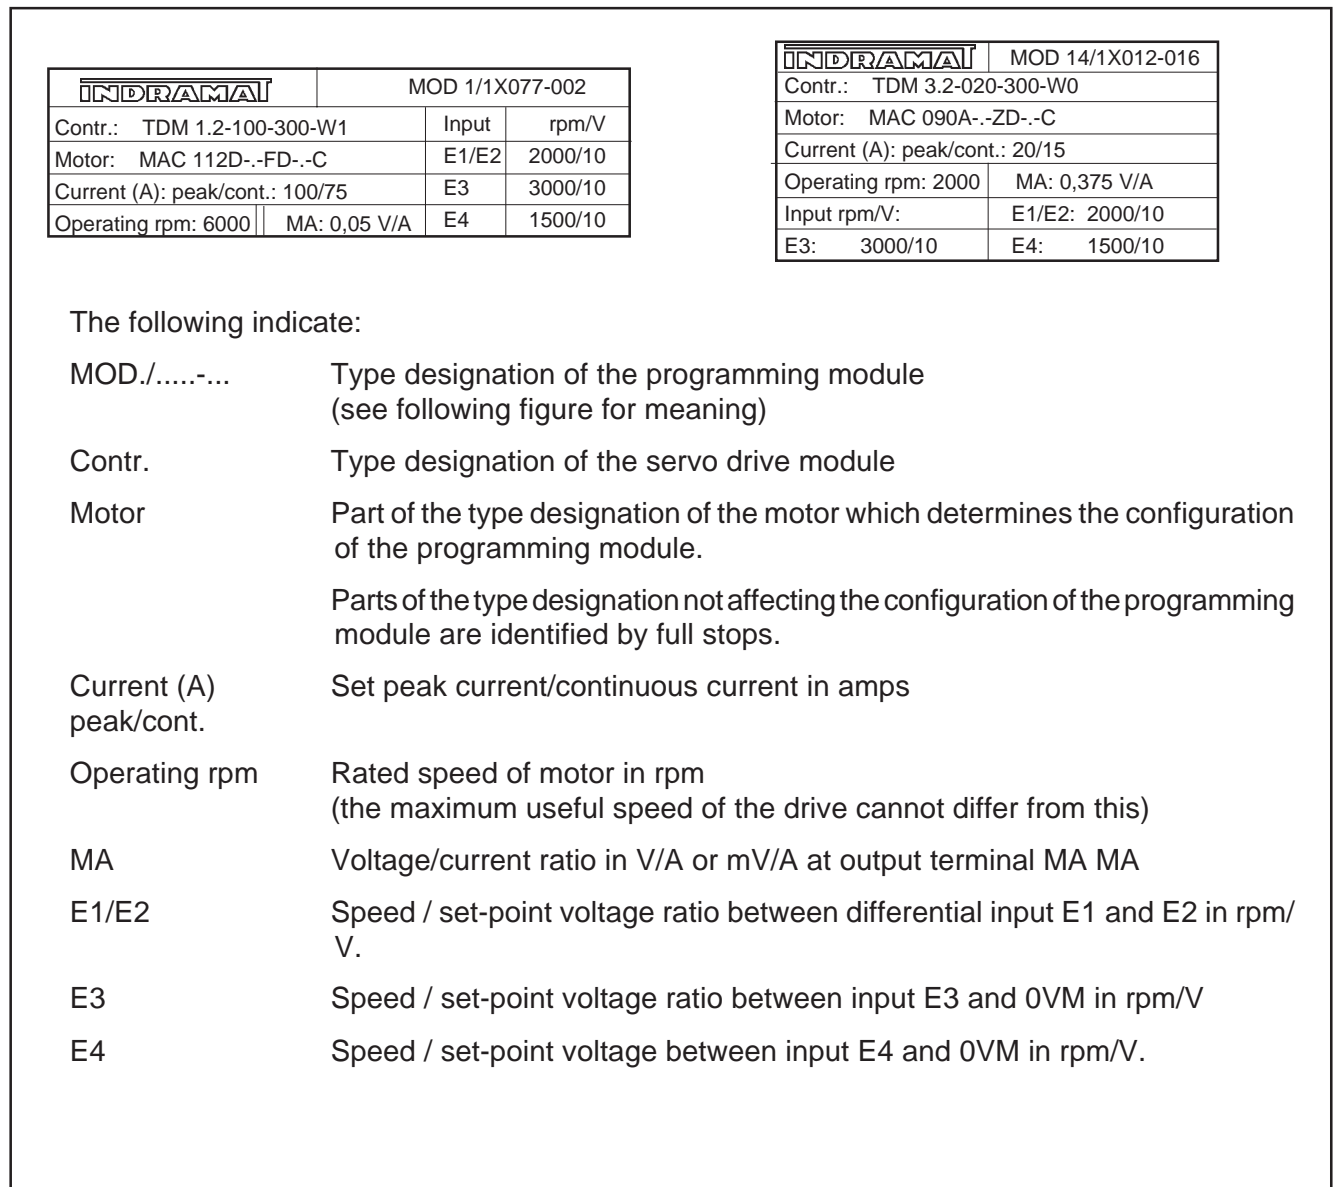 INDRAMAT MOD 1/1X077-002
Contr.: TDM 1.2-100-300-W1 Input rpm/V
Motor: MAC 112D-.-FD-.-C E1/E2 2000/10
Current (A): peak/cont.: 100/75 E3 3000/10
Operating rpm: 6000 MA: 0,05 V/A E4 1500/10
INDRAMAT MOD 14/1X012-016
Contr.: TDM 3.2-020-300-W0
Motor: MAC 090A-.-ZD-.-C
Current (A): peak/cont.: 20/15
Operating rpm: 2000 MA: 0,375 V/A
Input rpm/V: E1/E2: 2000/10
E3: 3000/10 E4: 1500/10
The following indicate:
MOD./.....-... Type designation of the programming module
(see following figure for meaning)
Contr. Type designation of the servo drive module
Motor Part of the type designation of the motor which determines the configuration
of the programming module.
Parts of the type designation not affecting the configuration of the programming
module are identified by full stops.
Current (A) Set peak current/continuous current in amps
peak/cont.
Operating rpm Rated speed of motor in rpm
(the maximum useful speed of the drive cannot differ from this)
MA Voltage/current ratio in V/A or mV/A at output terminal MA MA
E1/E2 Speed / set-point voltage ratio between differential input E1 and E2 in rpm/
V.
E3 Speed / set-point voltage ratio between input E3 and 0VM in rpm/V
E4 Speed / set-point voltage between input E4 and 0VM in rpm/V.